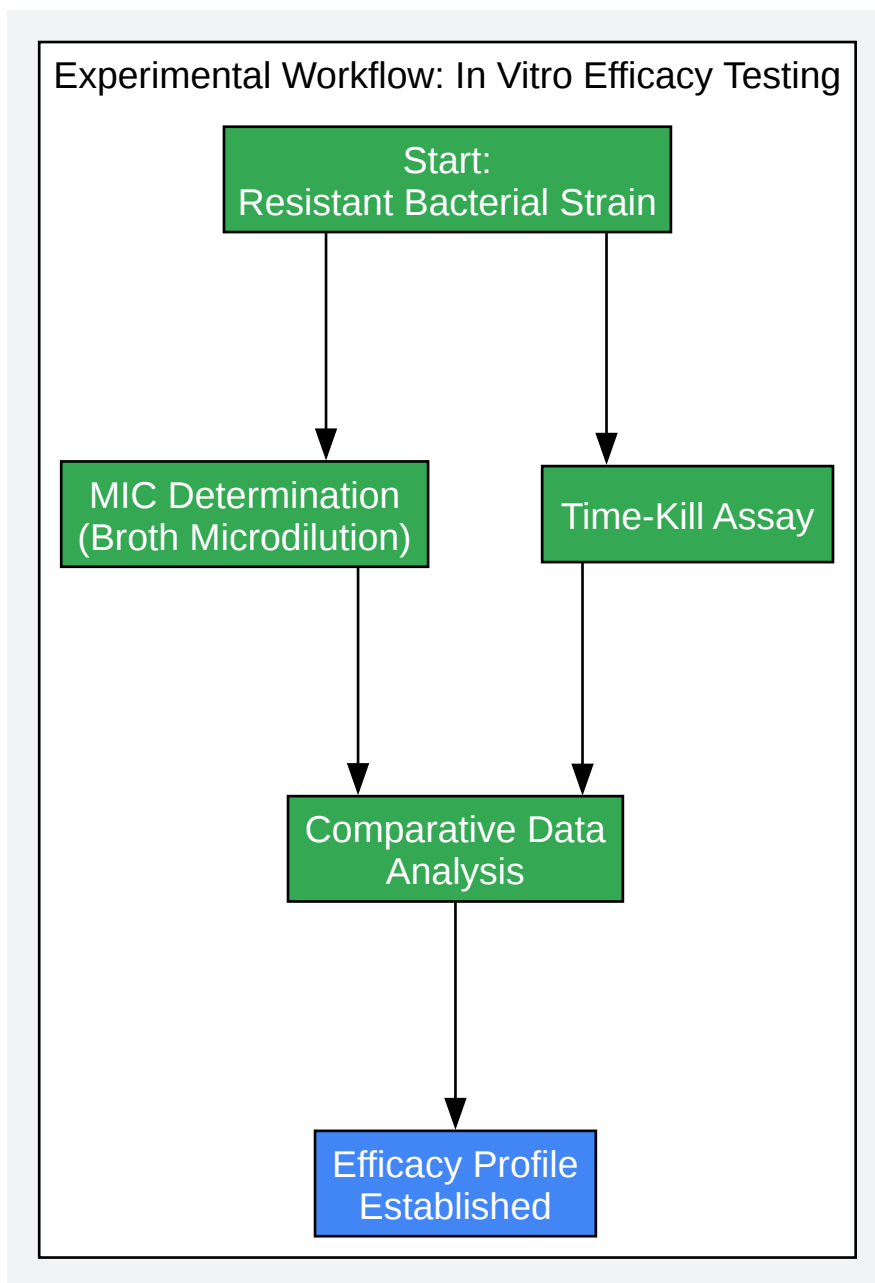 Experimental Workflow: In Vitro Efficacy Testing
Start:
Resistant Bacterial Strain
MIC Determination
(Broth Microdilution)
Time-Kill Assay
Comparative Data
Analysis
Efficacy Profile
Established